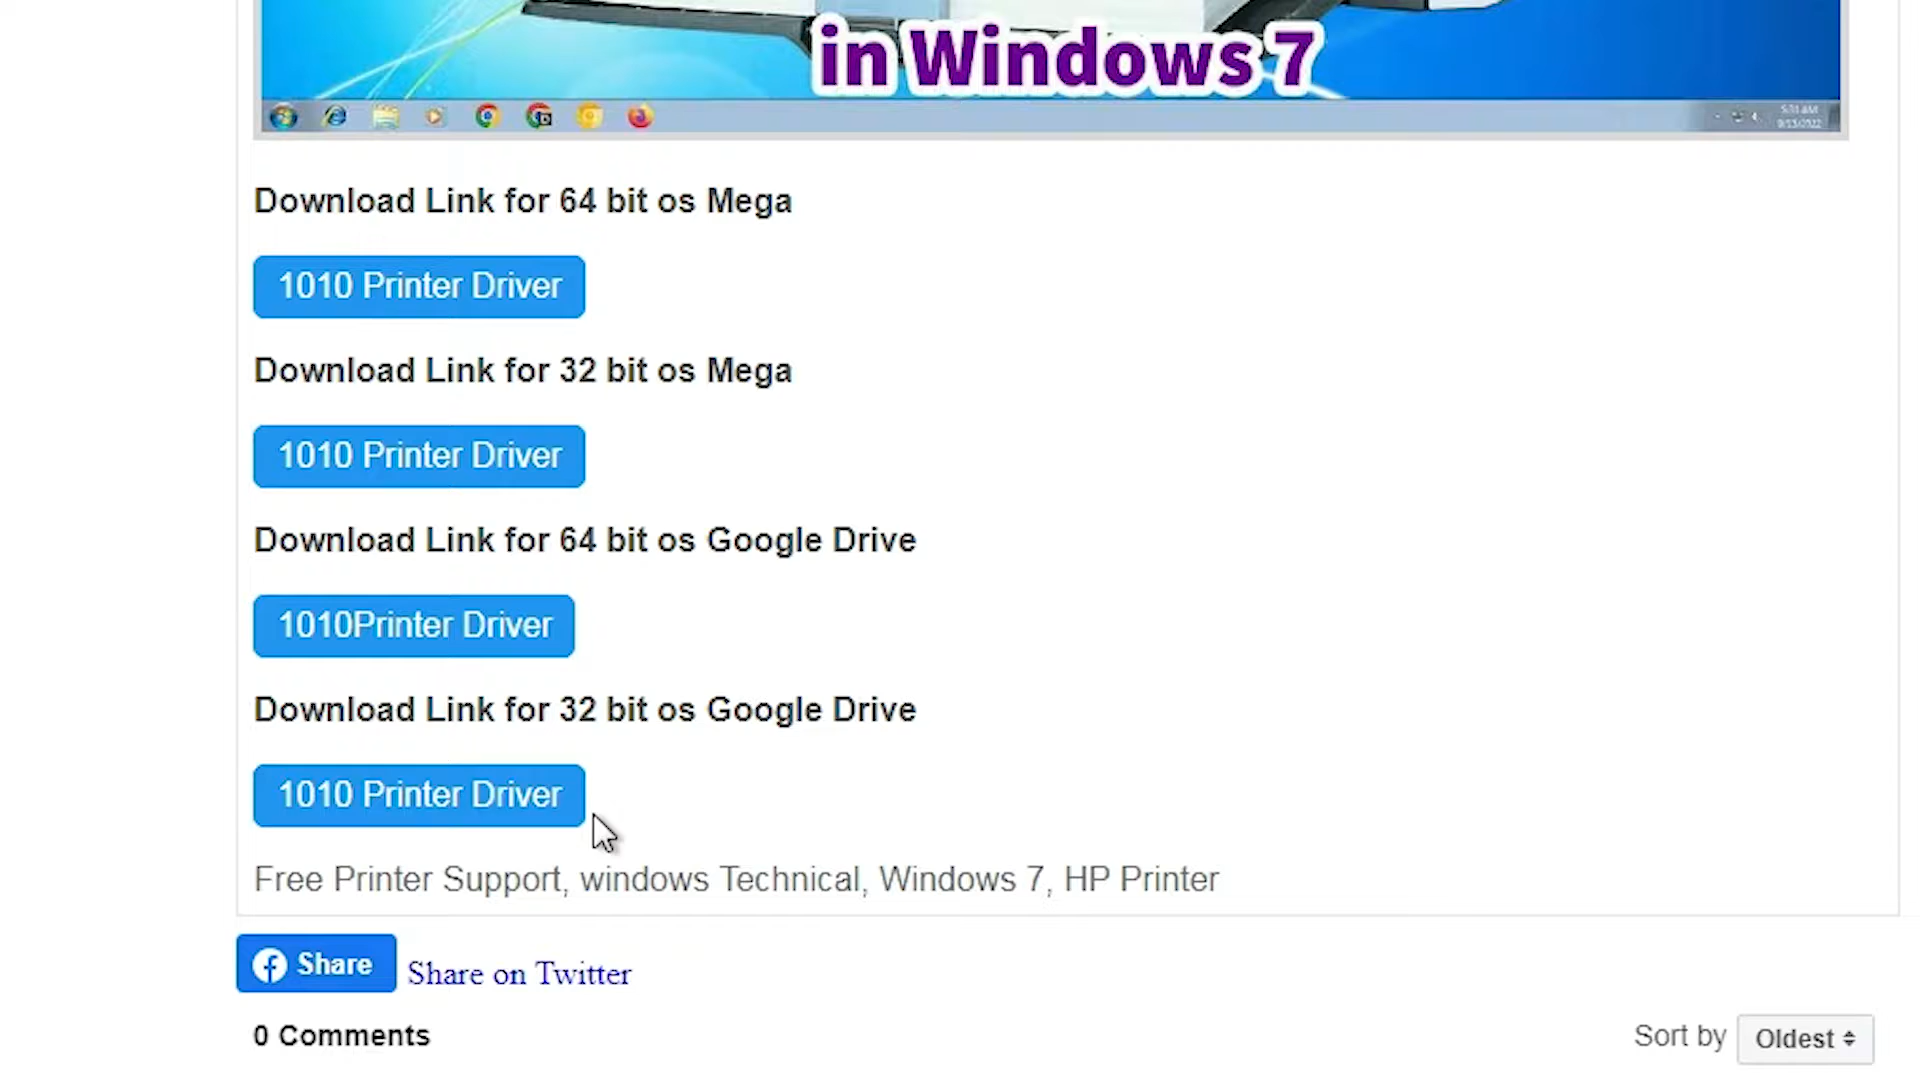 in Windows 7
Download Link for 64 bit os Mega
1010 Printer Driver
Download Link for 32 bit os Mega
1010 Printer Driver
Download Link for 64 bit os Google Drive
1010Printer Driver
Download Link for 32 bit os Google Drive
1010 Printer Driver
Free Printer Support, windows Technical, Windows 7, HP Printer
Share
Share on Twitter
0 Comments
Sort by Oldest